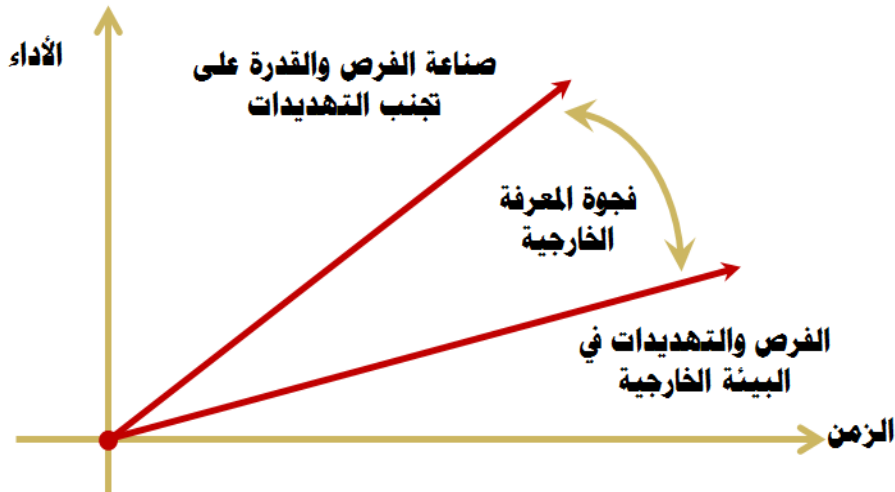 الأداء
صناعة الفرص والقدرة على
تجنب التهديدات
فجوة المعرفة
الخارجية
الفرص والتهديدات في
البيئة الخارجية
الزمن